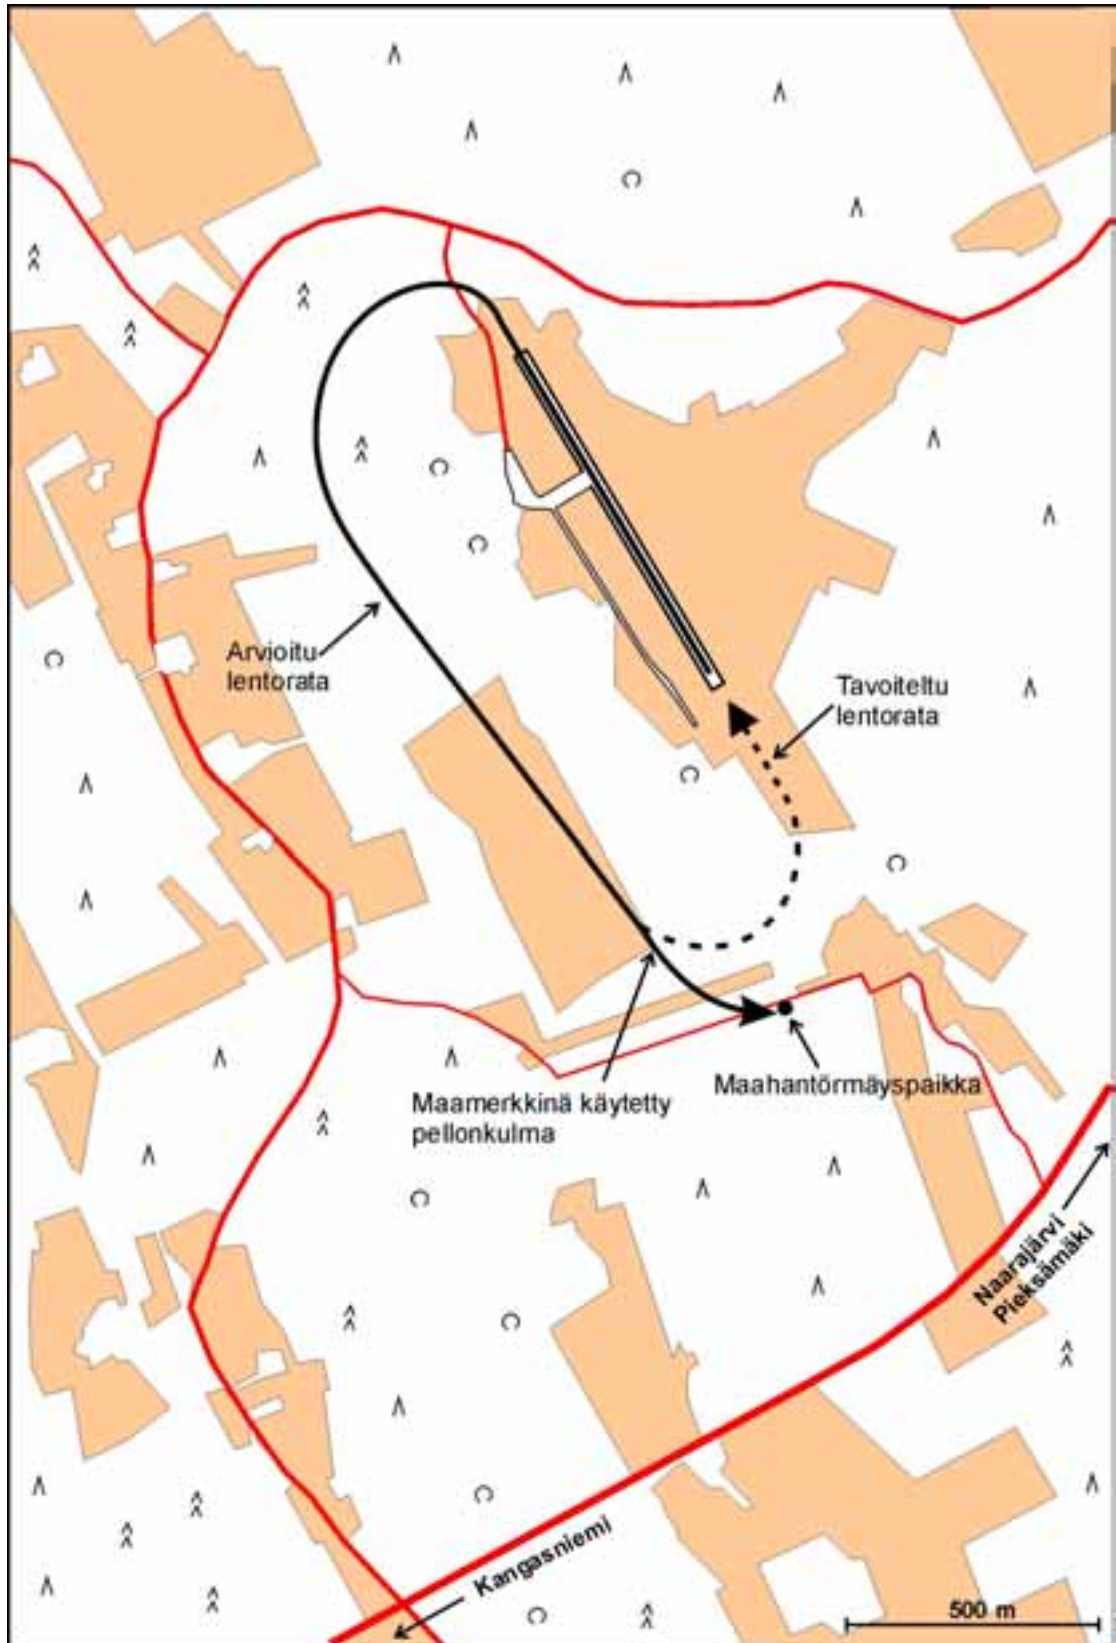 Arvioitu
lentorata
Tavoiteltu
lentorata
Maamerkkinä käytetty
pellonkulma
Maahantörmäyspaikka
Naarajärvi
Pieksämäki
Kangasniemi
500 m